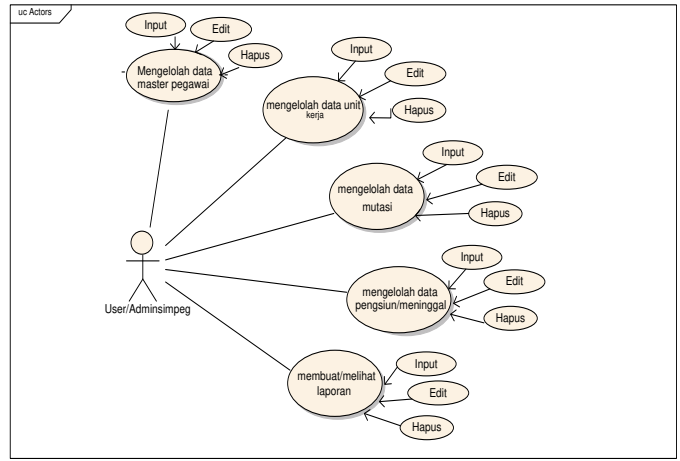 uc Actors
Input
Edit
Hapus
Mengelolah data
master pegawai
Input
Edit
Hapus
mengelolah data unit
kerja
Input
Edit
Hapus
mengelolah data
mutasi
Input
Edit
Hapus
mengelolah data
pengsiun/meninggal
User/Adminsimpeg
Input
Edit
Hapus
membuat/melihat
laporan